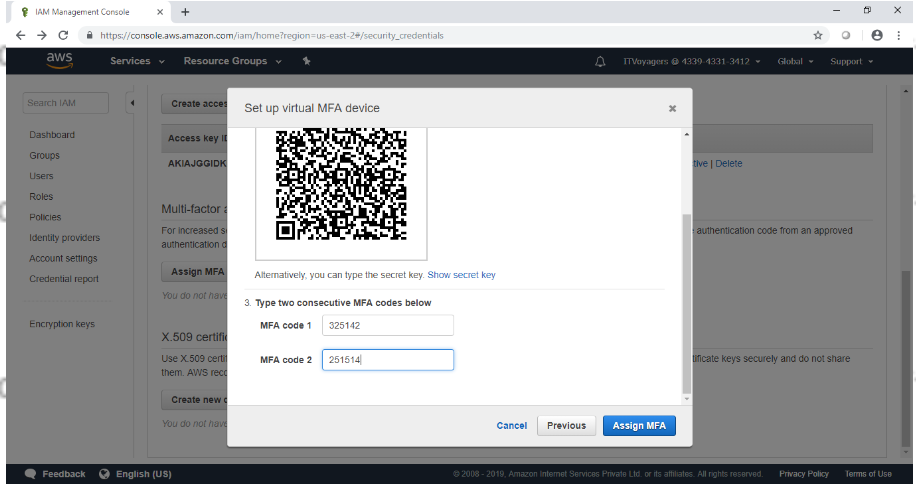 IAM Management Console
https://console.aws.amazon.com/iam/home?region=us-east-2#/security_credentials
aws Services Resource Groups ITVoyagers @ 4339-4331-3412 Global Support
Search IAM
Dashboard
Groups
Users
Roles
Policies
Identity providers
Account settings
Credential report
Encryption keys
Create acces
Access key ID
AKIAJGGIDK
tive | Delete
Multi-factor a
For increased s
authentication code from an approved
authentication d
Assign MFA
You do not have
X.509 certifi
Use X.509 certif
tificate keys securely and do not share
them. AWS reco
Create new c
You do not have
Set up virtual MFA device
Alternatively, you can type the secret key. Show secret key
3. Type two consecutive MFA codes below
MFA code 1 325142
MFA code 2 251514
Cancel Previous Assign MFA
Feedback English (US) © 2008 - 2019, Amazon Internet Services Private Ltd. or its affiliates. All rights reserved. Privacy Policy Terms of Use